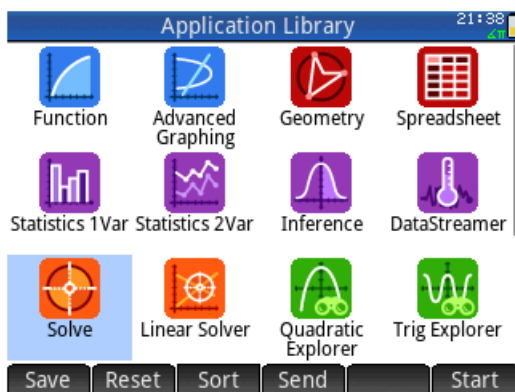 Application Library 21:38
∡π
Function Advanced Graphing Geometry Spreadsheet
Statistics 1Var Statistics 2Var Inference DataStreamer
Solve Linear Solver Quadratic Explorer Trig Explorer
Save Reset Sort Send Start